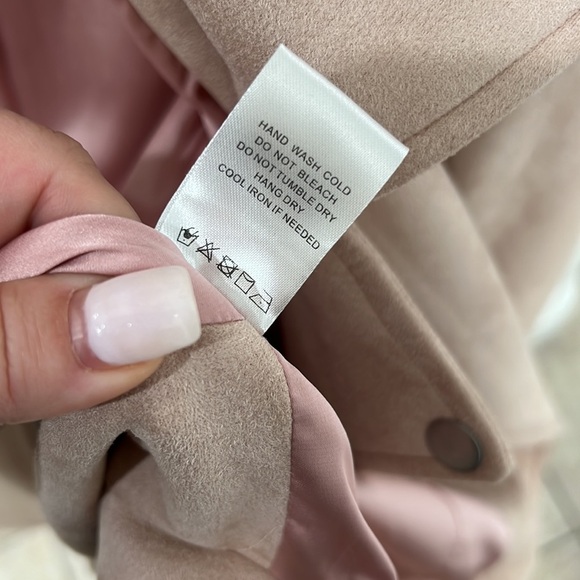 HAND WASH COLD
DO NOT BLEACH
DO NOT TUMBLE DRY
HANG DRY
COOL IRON IF NEEDED